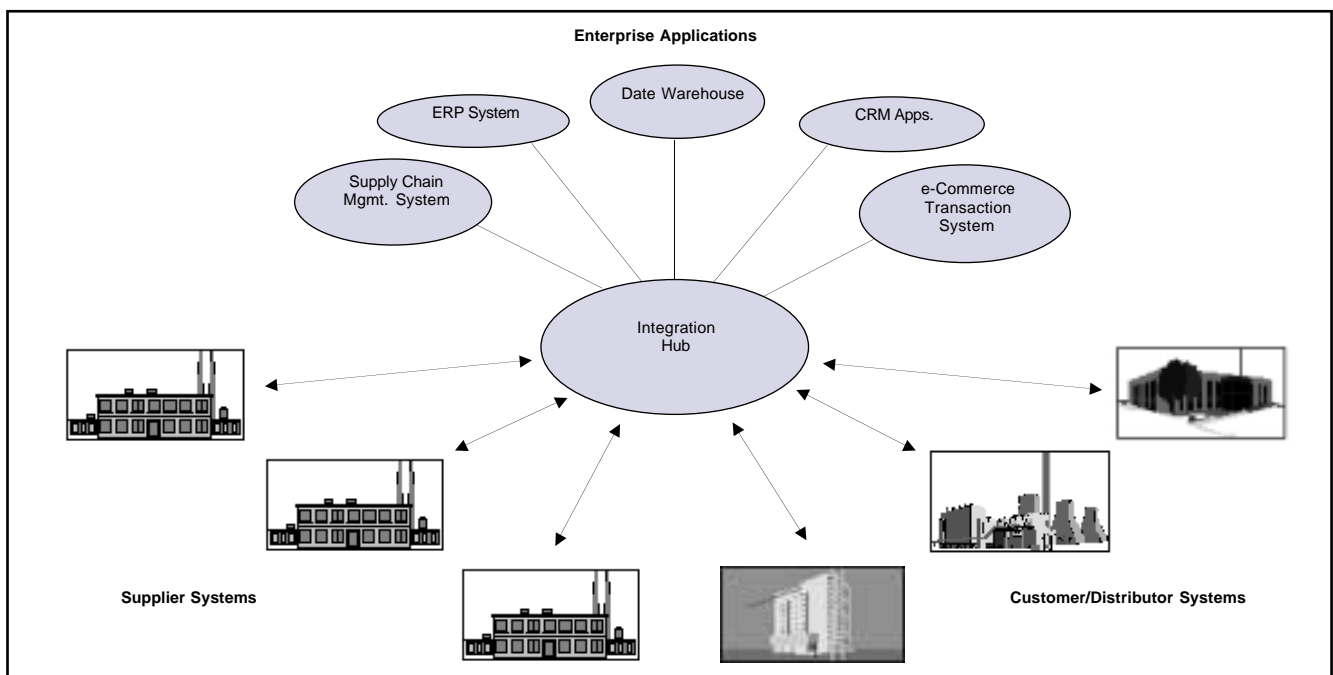 Enterprise Applications
Date Warehouse
ERP System
CRM Apps.
Supply Chain
Mgmt. System
e-Commerce
Transaction
System
Integration
Hub
Supplier Systems
Customer/Distributor Systems